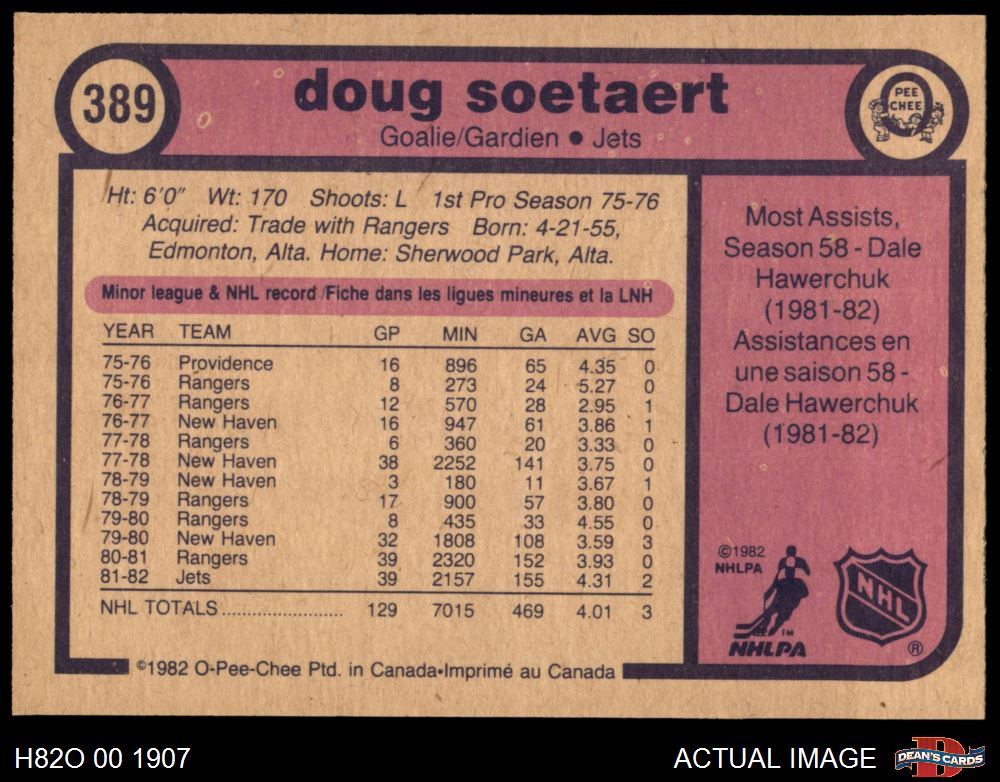 389
doug soetaert
Goalie/Gardien ● Jets
PEE
CHEE
Ht: 6'0" Wt: 170 Shoots: L 1st Pro Season 75-76
Acquired: Trade with Rangers Born: 4-21-55,
Edmonton, Alta. Home: Sherwood Park, Alta.
Minor league & NHL record /Fiche dans les ligues mineures et la LNH
YEAR TEAM GP MIN GA AVG SO
75-76 Providence 16 896 65 4.35 0
75-76 Rangers 8 273 24 5.27 0
76-77 Rangers 12 570 28 2.95 1
76-77 New Haven 16 947 61 3.86 1
77-78 Rangers 6 360 20 3.33 0
77-78 New Haven 38 2252 141 3.75 0
78-79 New Haven 3 180 11 3.67 1
78-79 Rangers 17 900 57 3.80 0
79-80 Rangers 8 435 33 4.55 0
79-80 New Haven 32 1808 108 3.59 3
80-81 Rangers 39 2320 152 3.93 0
81-82 Jets 39 2157 155 4.31 2
NHL TOTALS........................ 129 7015 469 4.01 3
Most Assists,
Season 58 - Dale
Hawerchuk
(1981-82)
Assistances en
une saison 58 -
Dale Hawerchuk
(1981-82)
©1982
NHLPA
TM
NHLPA
NHL
®
©1982 O-Pee-Chee Ptd. in Canada•Imprimé au Canada
H82O 00 1907
ACTUAL IMAGE
D
DEAN'S CARDS